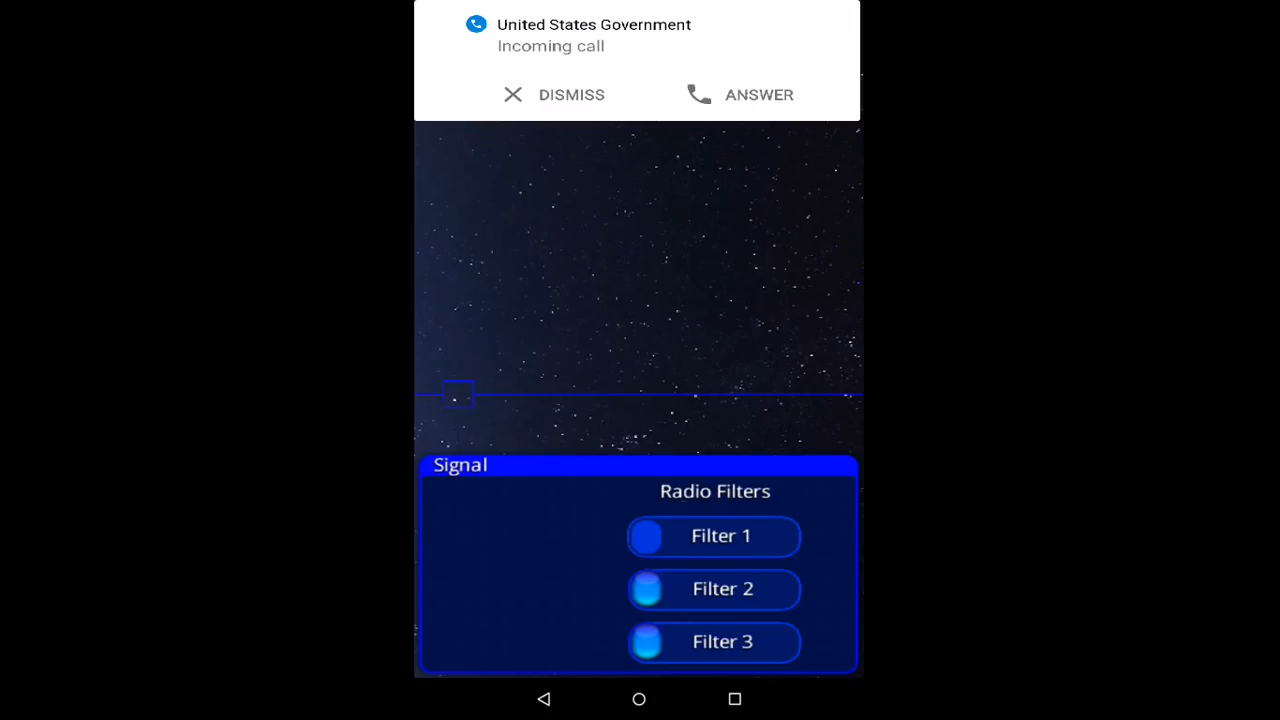 United States Government
Incoming call
DISMISS ANSWER
Signal
Radio Filters
Filter 1
Filter 2
Filter 3